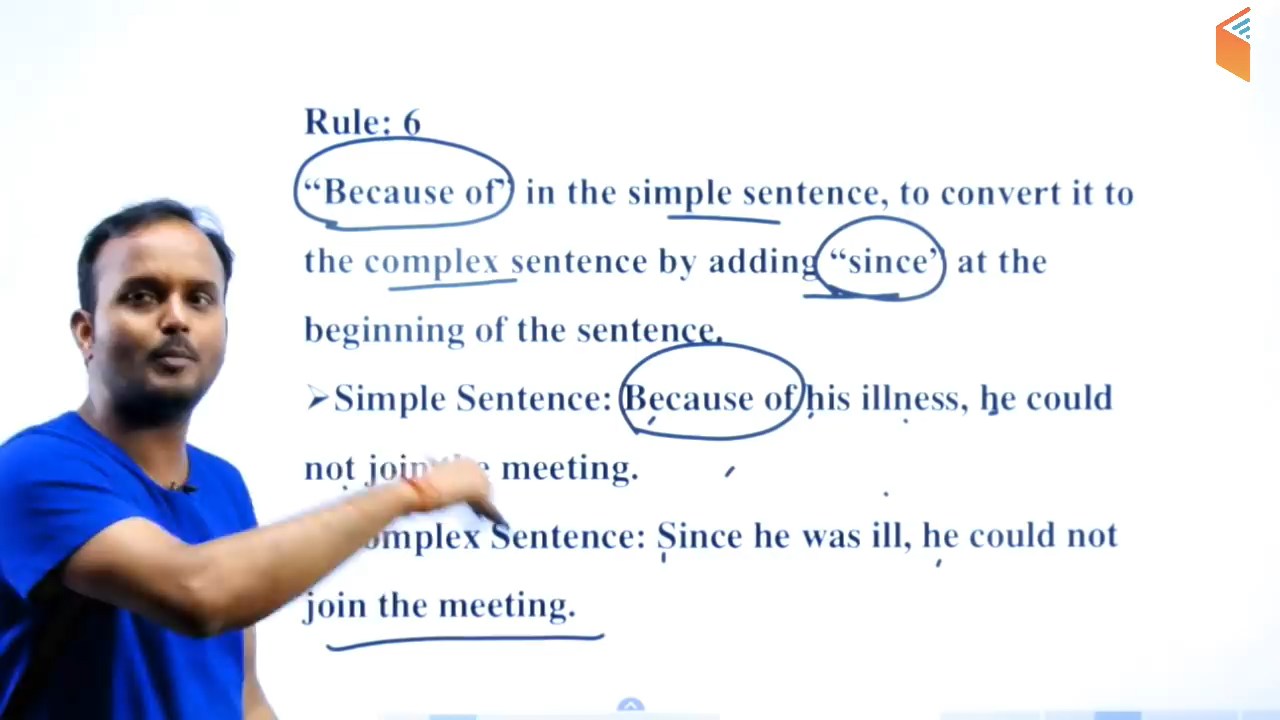 Rule: 6
“Because of” in the simple sentence, to convert it to
the complex sentence by adding “since” at the
beginning of the sentence.
➢Simple Sentence: Because of his illness, he could
not join the meeting.
Complex Sentence: Since he was ill, he could not
join the meeting.